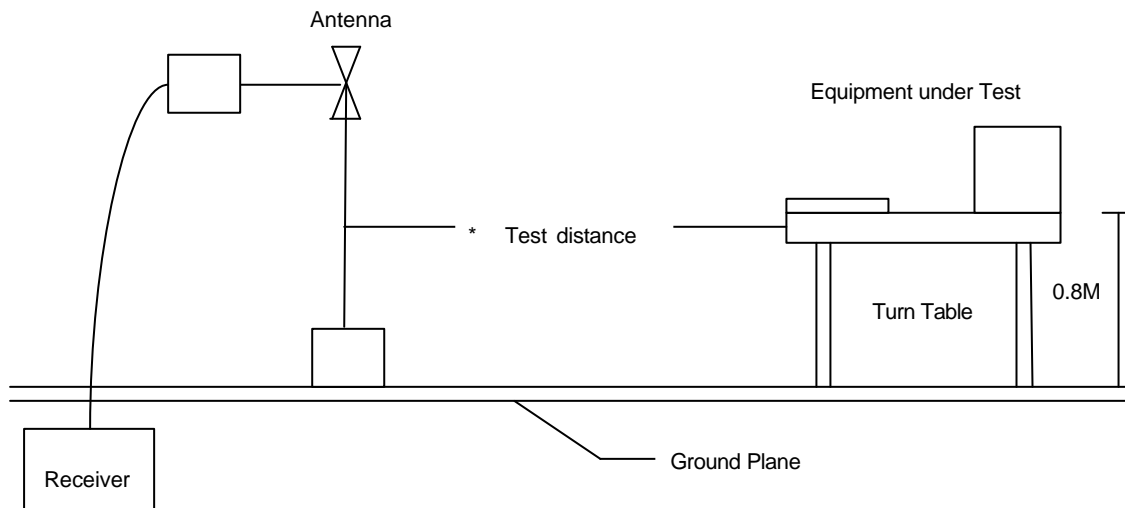 Antenna
Equipment under Test
* Test distance
0.8M
Turn Table
Ground Plane
Receiver